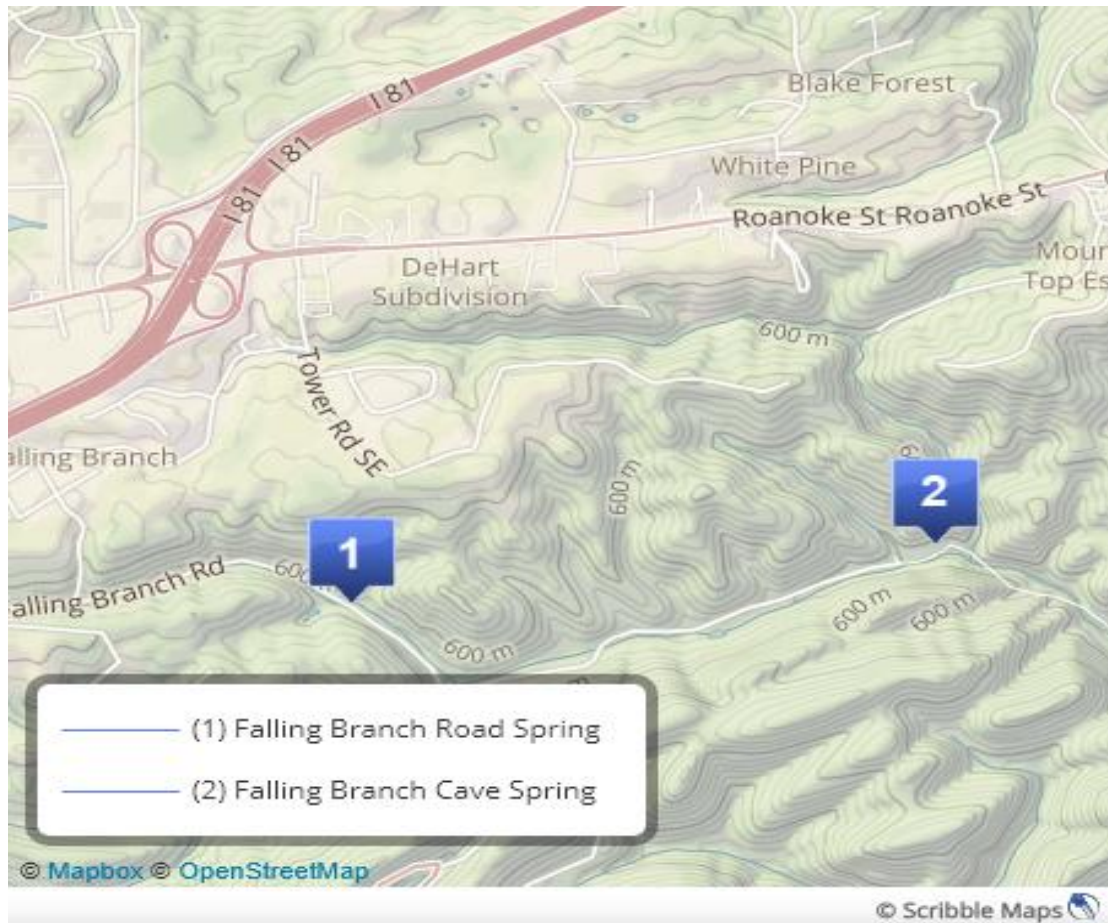 I 81
I 81
I 81
Blake Forest
White Pine
Roanoke St Roanoke St
Moun
Top Es
DeHart
Subdivision
600 m
Tower Rd SE
alling Branch
600 m
2
1
alling Branch Rd
600 m
600 m
600 m
(1) Falling Branch Road Spring
(2) Falling Branch Cave Spring
© Mapbox © OpenStreetMap
© Scribble Maps